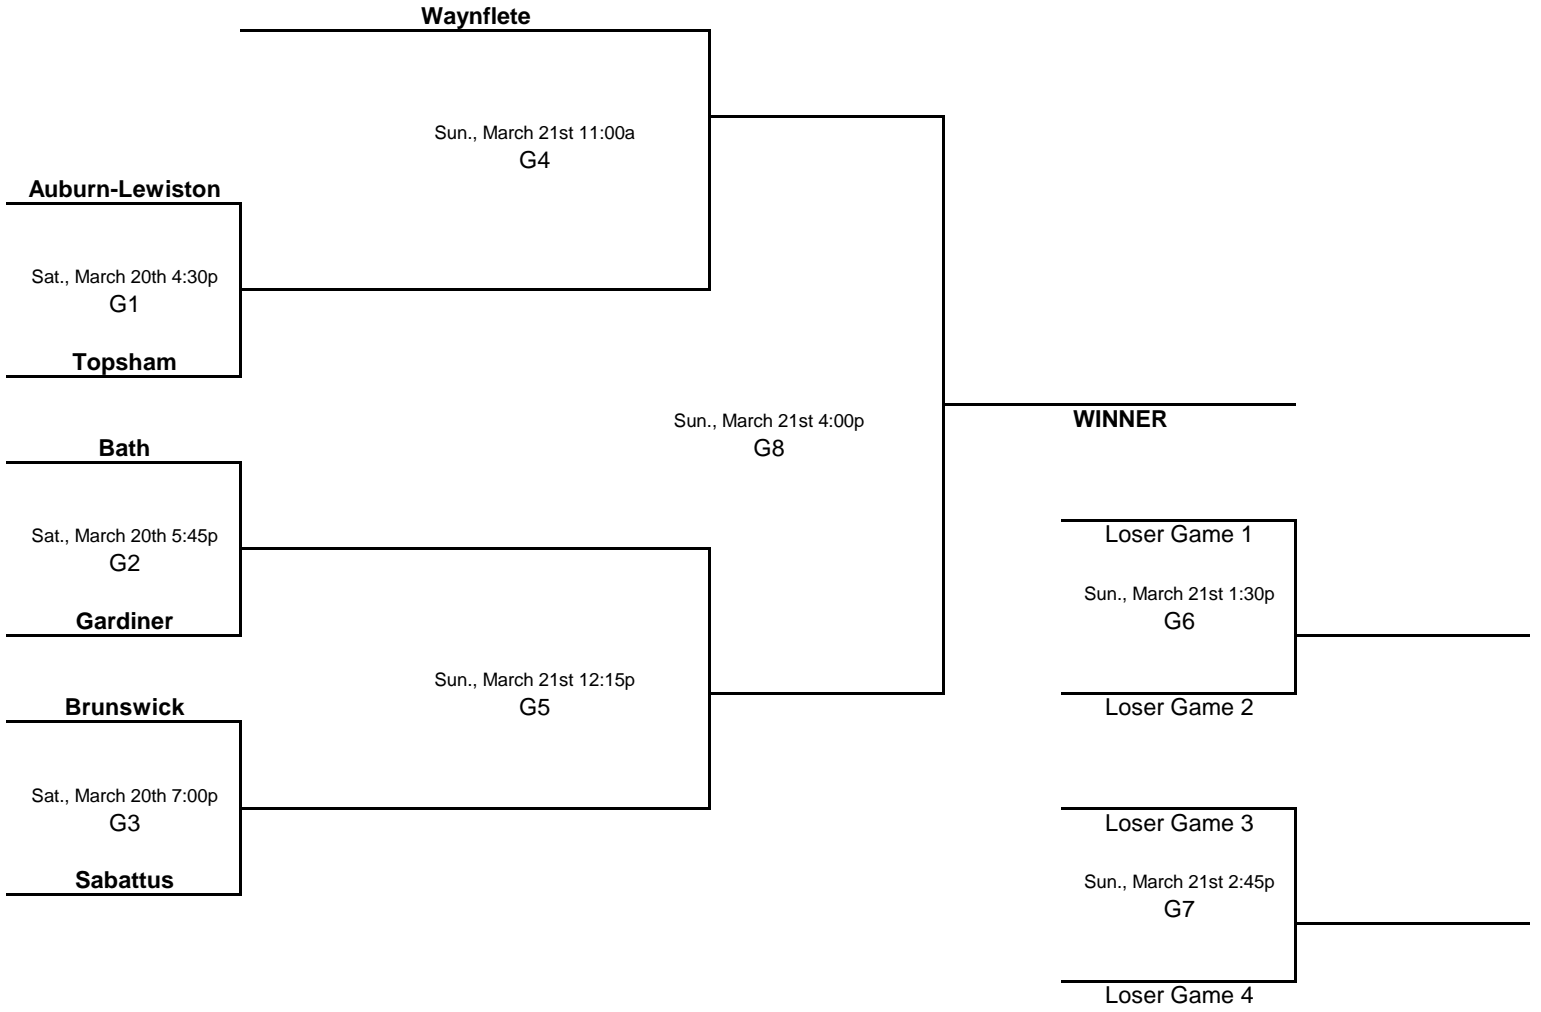 Waynflete
Sun., March 21st 11:00a
G4
Auburn-Lewiston
Sat., March 20th 4:30p
G1
Topsham
Sun., March 21st 4:00p
G8
WINNER
Bath
Sat., March 20th 5:45p
G2
Gardiner
Loser Game 1
Sun., March 21st 1:30p
G6
Loser Game 2
Sun., March 21st 12:15p
G5
Brunswick
Sat., March 20th 7:00p
G3
Sabattus
Loser Game 3
Sun., March 21st 2:45p
G7
Loser Game 4